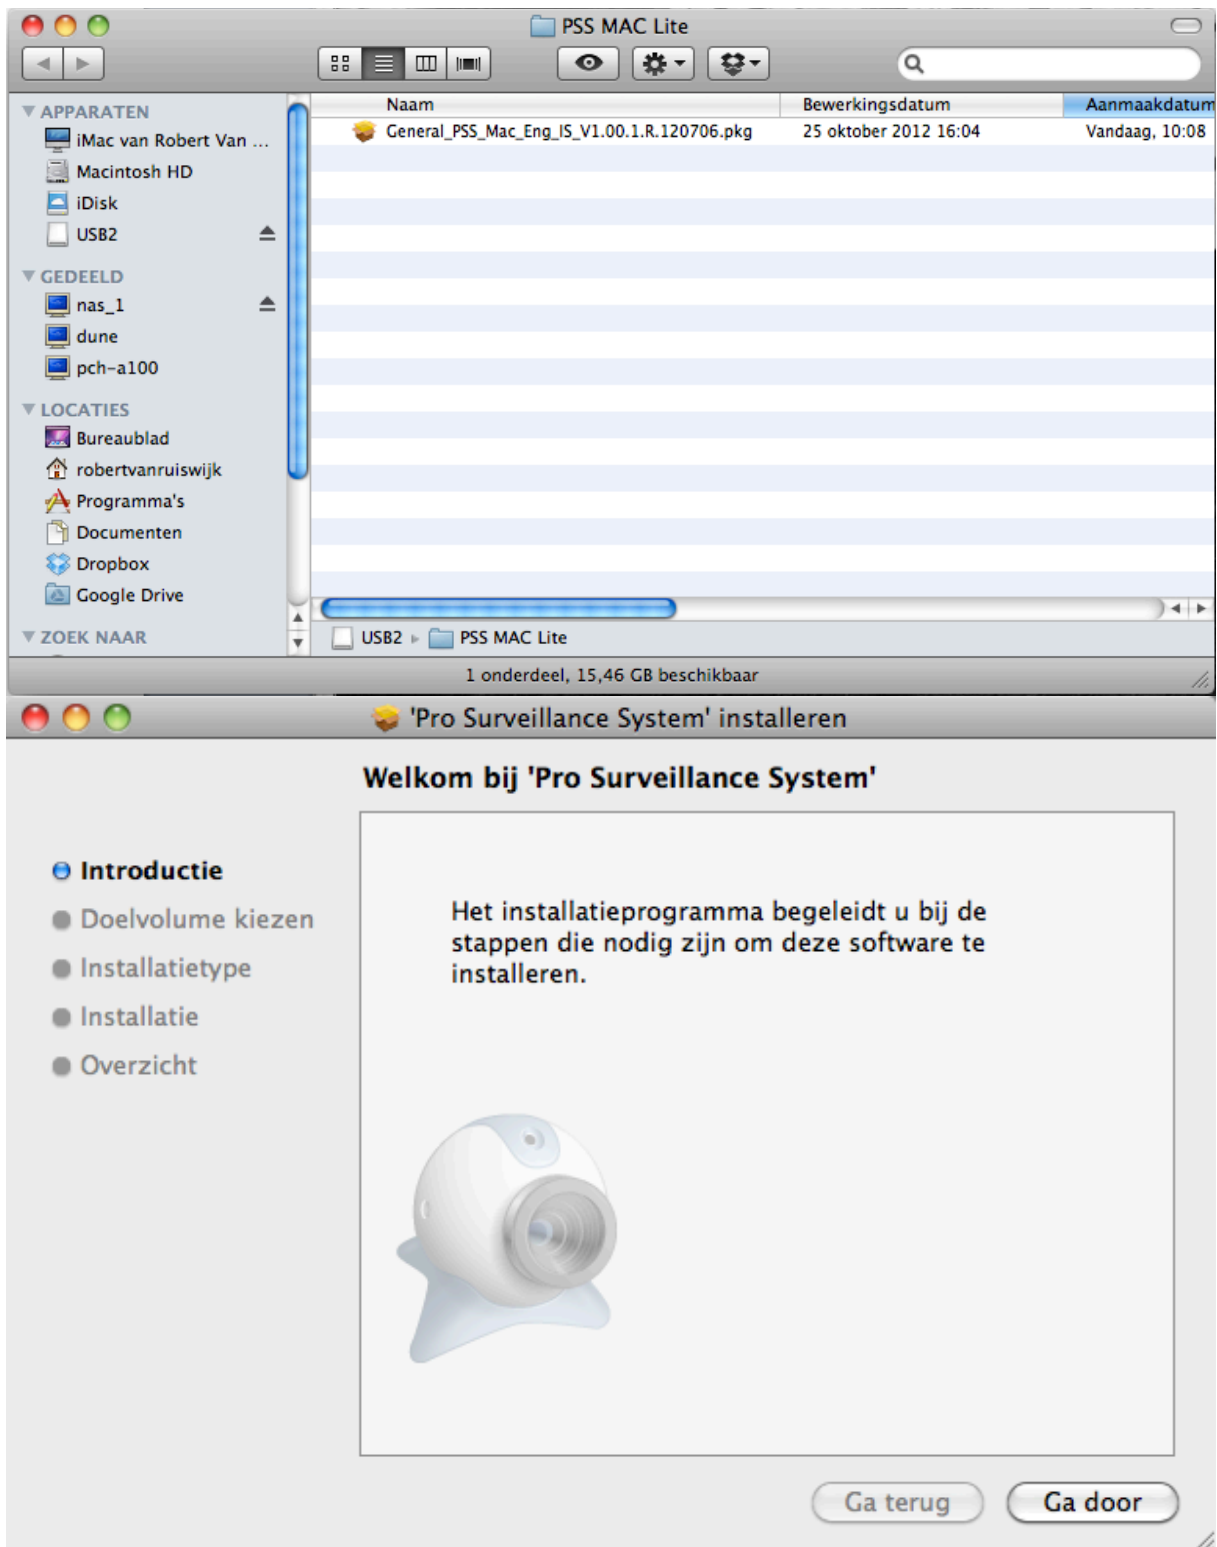 PSS MAC Lite
Naam Bewerkingsdatum Aanmaakdatum
General_PSS_Mac_Eng_IS_V1.00.1.R.120706.pkg 25 oktober 2012 16:04 Vandaag, 10:08
APPARATEN
iMac van Robert Van ...
Macintosh HD
iDisk
USB2
GEDEELD
nas_1
dune
pch-a100
LOCATIES
Bureaublad
robertvanruiswijk
Programma's
Documenten
Dropbox
Google Drive
ZOEK NAAR
USB2 PSS MAC Lite
1 onderdeel, 15,46 GB beschikbaar
'Pro Surveillance System' installeren
Welkom bij 'Pro Surveillance System'
Introductie
Doelvolume kiezen
Installatietype
Installatie
Overzicht
Het installatieprogramma begeleidt u bij de
stappen die nodig zijn om deze software te
installeren.
Ga terug Ga door